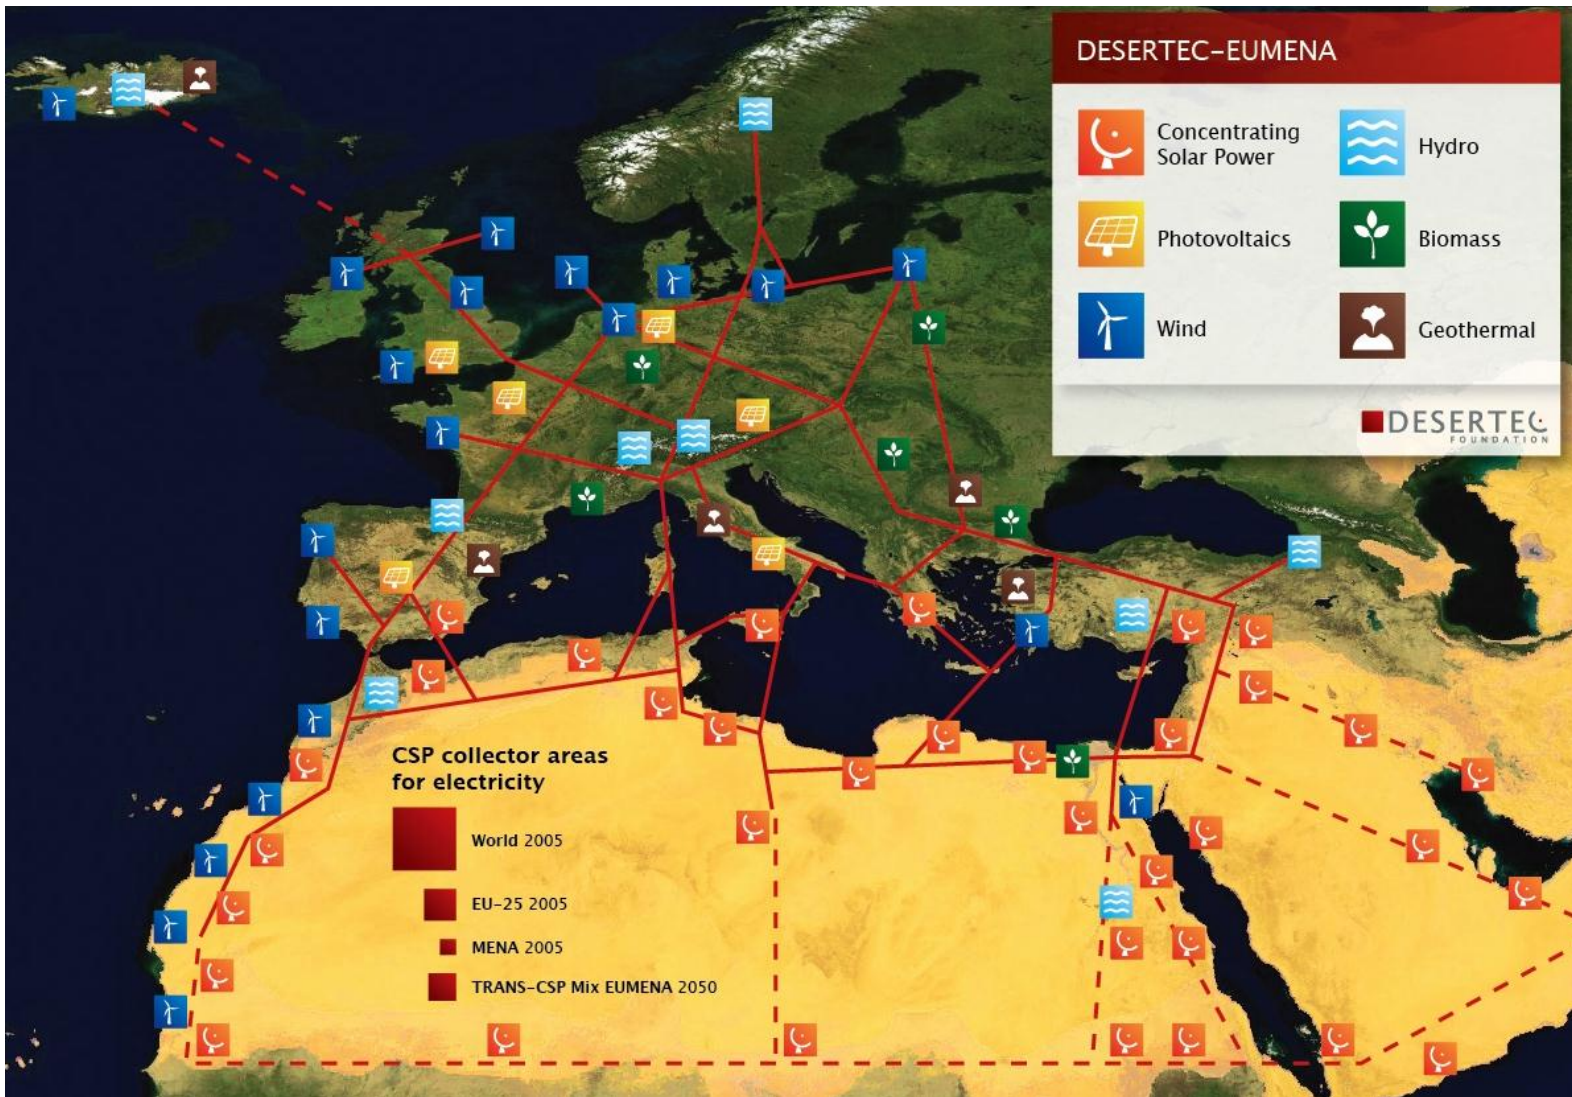 DESERTEC–EUMENA
Concentrating
Solar Power
Hydro
Photovoltaics
Biomass
Wind
Geothermal
DESERTEC
FOUNDATION
CSP collector areas
for electricity
World 2005
EU–25 2005
MENA 2005
TRANS–CSP Mix EUMENA 2050